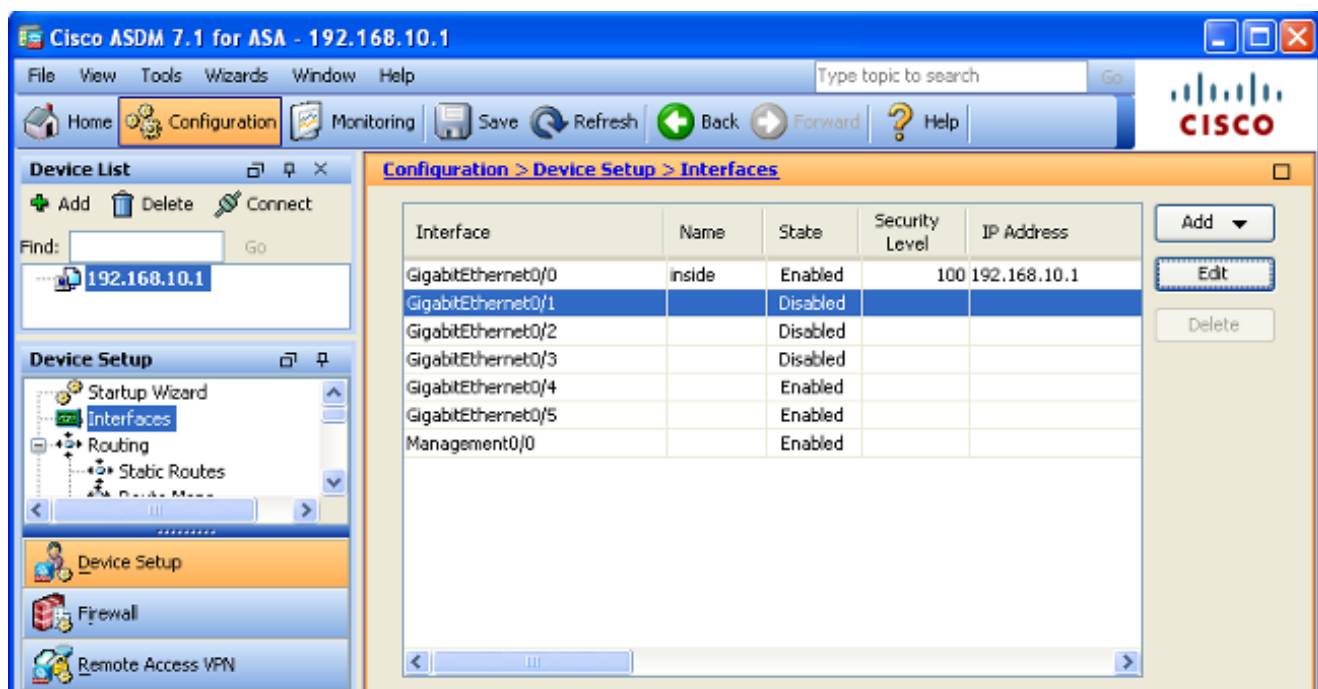 Cisco ASDM 7.1 for ASA - 192.168.10.1
File View Tools Wizards Window Help Type topic to search Go
Home Configuration Monitoring Save Refresh Back Forward Help
CISCO
Device List
Add Delete Connect
Find: Go
192.168.10.1
Device Setup
Startup Wizard
Interfaces
Routing
Static Routes
Device Setup
Firewall
Remote Access VPN
Configuration > Device Setup > Interfaces
Interface Name State Security Level IP Address
GigabitEthernet0/0 inside Enabled 100 192.168.10.1
GigabitEthernet0/1 Disabled
GigabitEthernet0/2 Disabled
GigabitEthernet0/3 Disabled
GigabitEthernet0/4 Enabled
GigabitEthernet0/5 Enabled
Management0/0 Enabled
Add
Edit
Delete